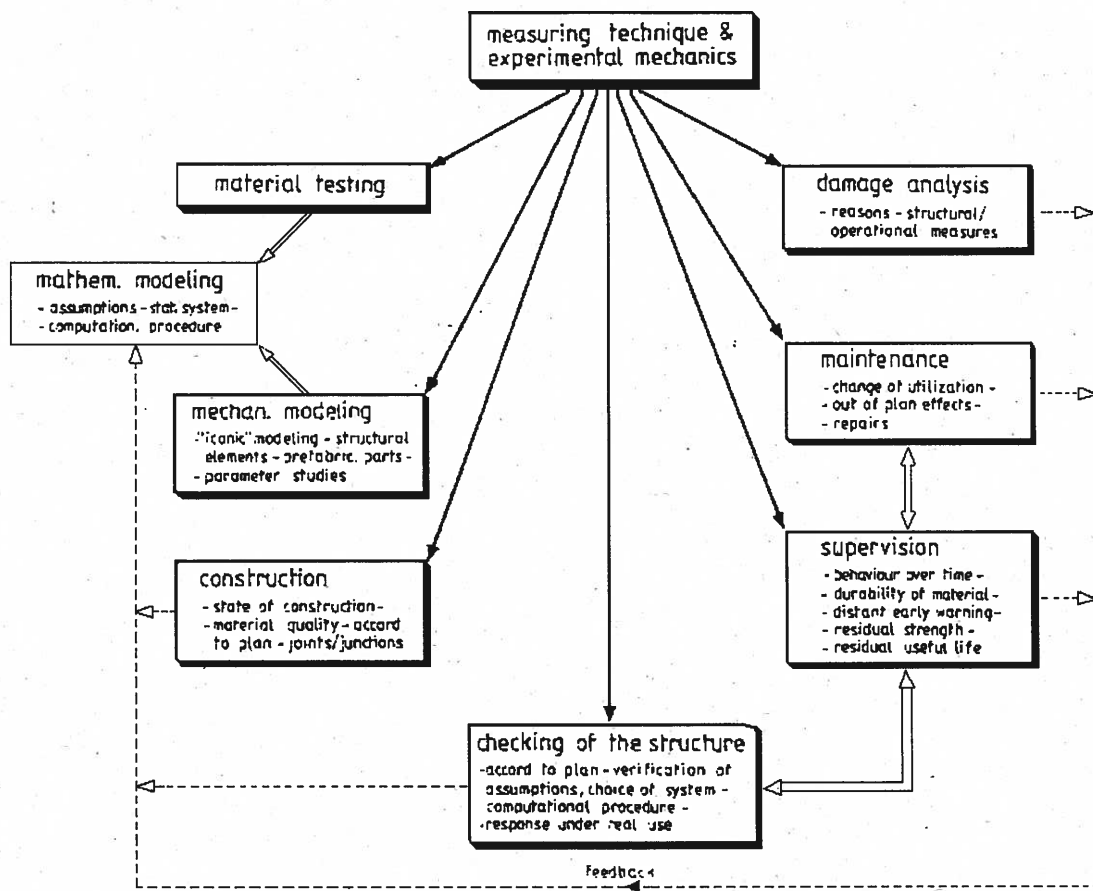 measuring technique &
experimental mechanics
material testing
damage analysis
- reasons - structural/
operational measures
mathem. modeling
- assumptions - stat. system -
- computation. procedure
maintenance
- change of utilization -
- out of plan effects -
- repairs
mechan. modeling
-"iconic" modeling - structural
elements - prefabric. parts -
- parameter studies
supervision
- behaviour over time -
- durability of material -
- distant early warning -
- residual strength -
- residual useful life
construction
- state of construction -
- material quality - accord
to plan - joints/junctions
checking of the structure
- accord to plan - verification of
assumptions, choice of system -
- computational procedure -
- response under real use
Feedback